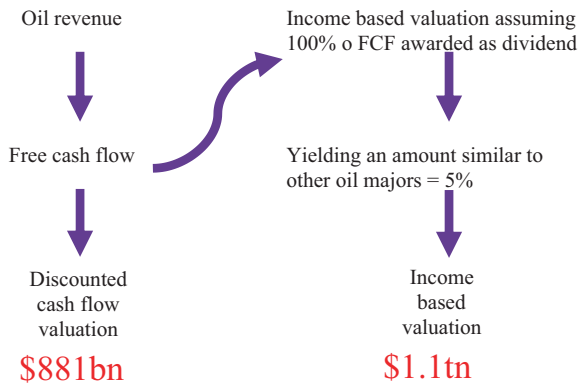 Oil revenue
Free cash flow
Discounted
cash flow
valuation
$881bn
Income based valuation assuming
100% o FCF awarded as dividend
Yielding an amount similar to
other oil majors = 5%
Income
based
valuation
$1.1tn